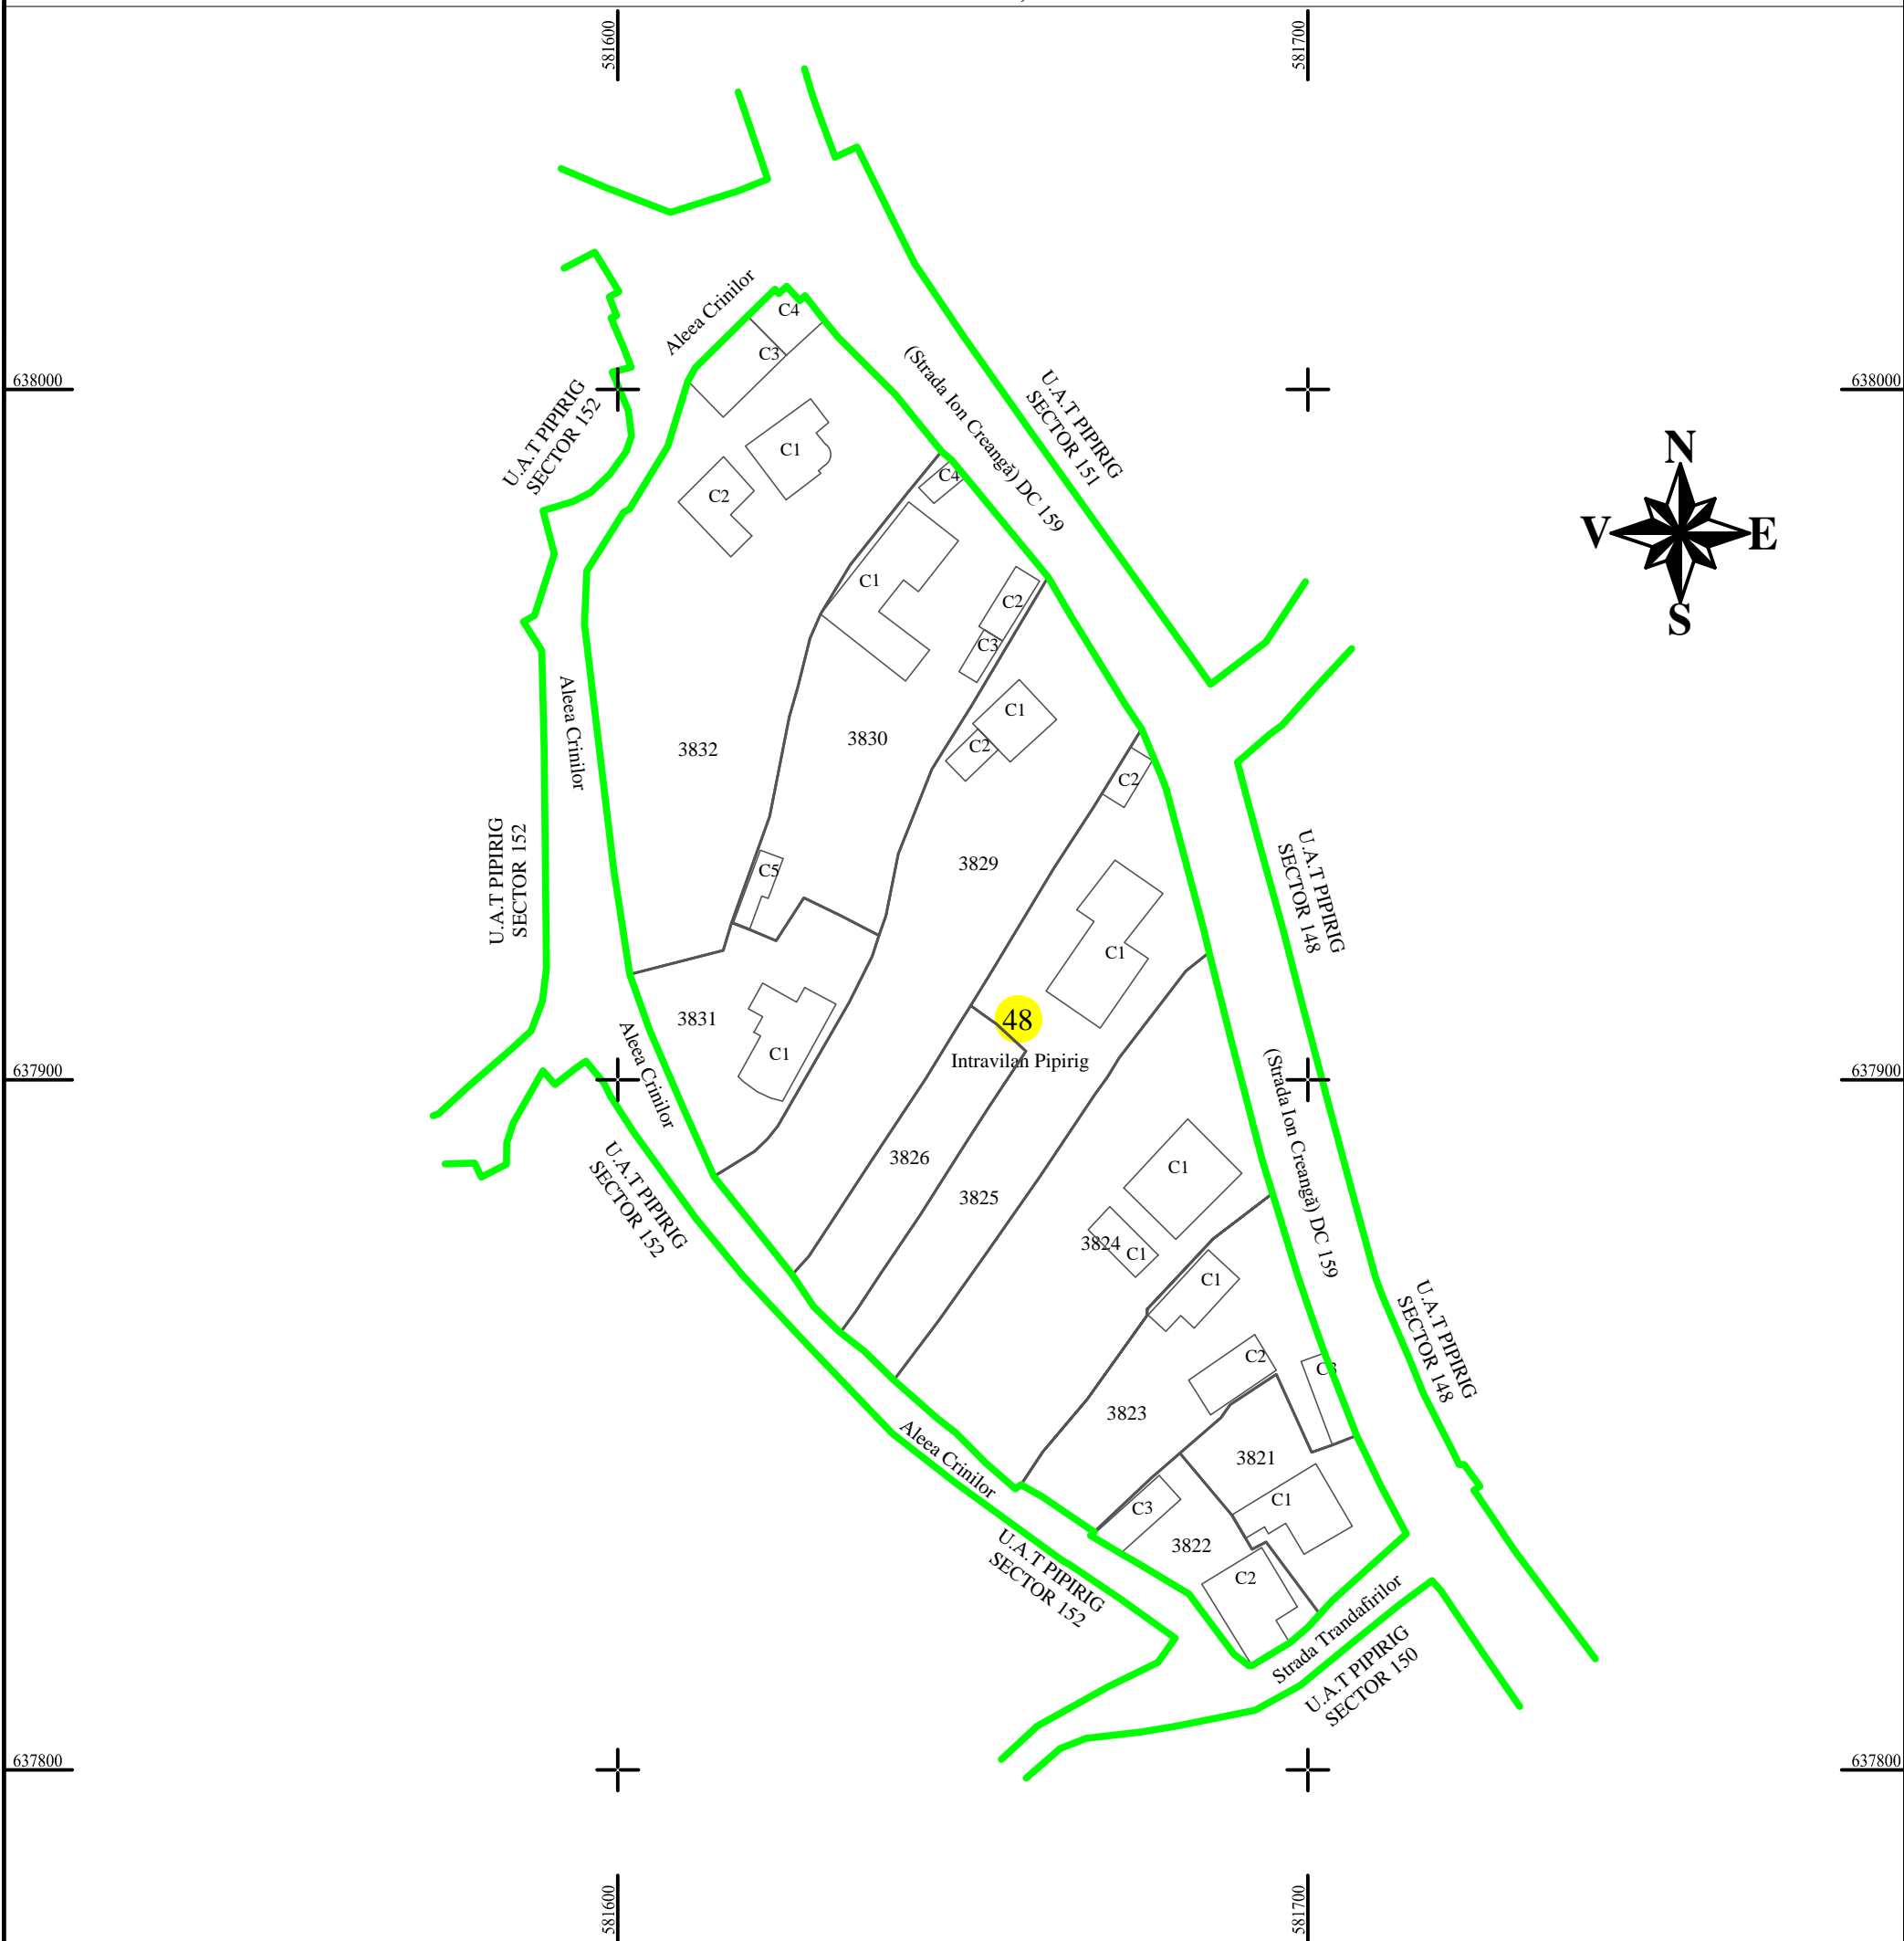 581600
581700
Aleea Crinilor
C4
C3
(Strada Ion Creangă) DC 159
U.A.T PIPIRIG
SECTOR 151
638000
638000
U.A.T PIPIRIG
SECTOR 152
C1
C2
C4
N
V
E
S
C1
C2
C3
Aleea Crinilor
C1
C2
3832
3830
C2
3829
C5
U.A.T PIPIRIG
SECTOR 152
U.A.T PIPIRIG
SECTOR 148
C1
3831
48
C1
Intravilan Pipirig
Aleea Crinilor
637900
637900
(Strada Ion Creangă) DC 159
3826
C1
3825
U.A.T PIPIRIG
SECTOR 152
3824
C1
C1
C2
C3
U.A.T PIPIRIG
SECTOR 148
3823
Aleea Crinilor
3821
C1
C3
3822
C2
U.A.T PIPIRIG
SECTOR 152
Strada Trandafirilor
U.A.T PIPIRIG
SECTOR 150
637800
637800
581600
581700